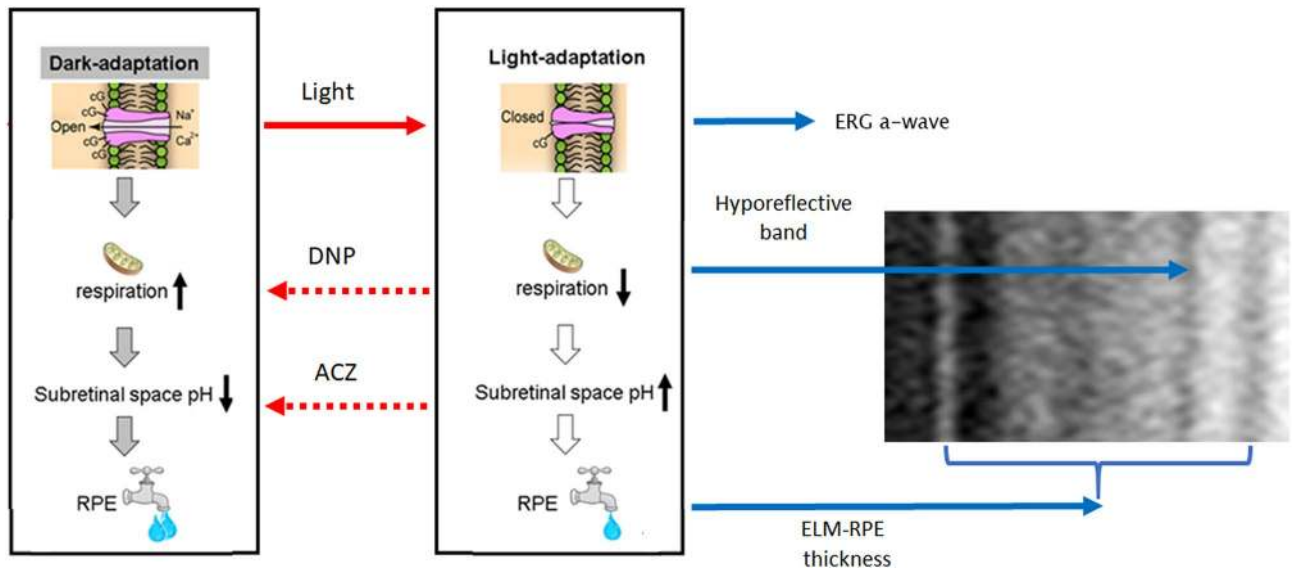 Dark-adaptation
cG
cG
Na⁺
Open
Ca²⁺
cG
cG
respiration
Subretinal space pH
RPE
Light
DNP
ACZ
Light-adaptation
Closed
cG
respiration
Subretinal space pH
RPE
ERG a-wave
Hyporeflective
band
ELM-RPE
thickness